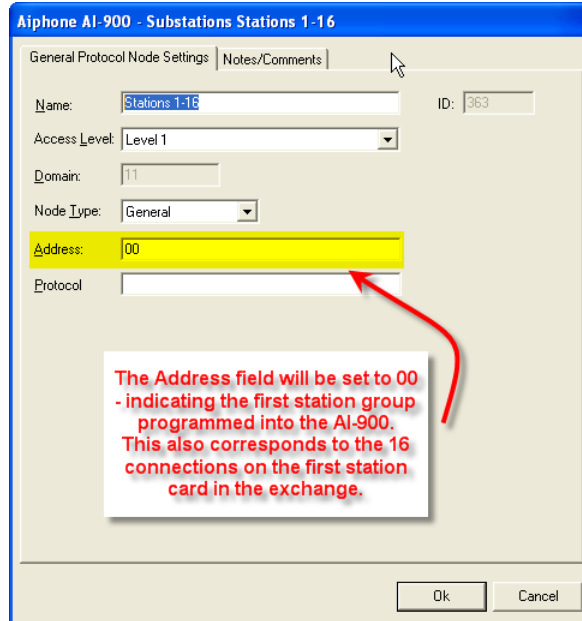 Aiphone AI-900 - Substations Stations 1-16
General Protocol Node Settings Notes/Comments
Name: Stations 1-16 ID: 363
Access Level: Level 1
Domain: 11
Node Type: General
Address: 00
Protocol
The Address field will be set to 00
- indicating the first station group
programmed into the AI-900.
This also corresponds to the 16
connections on the first station
card in the exchange.
Ok Cancel